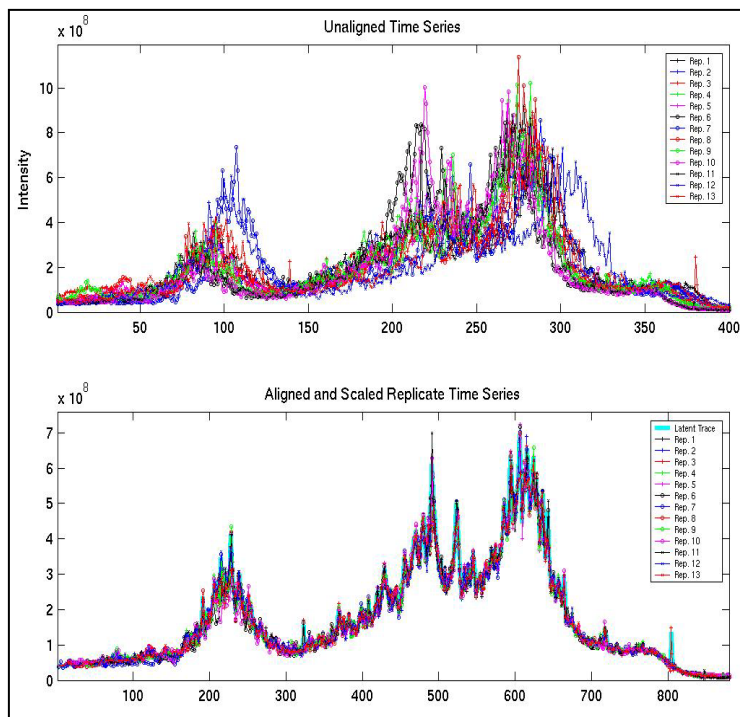 Unaligned Time Series
x 10^8
Intensity
10
8
6
4
2
0
50 100 150 200 250 300 350 400
Rep. 1
Rep. 2
Rep. 3
Rep. 4
Rep. 5
Rep. 6
Rep. 7
Rep. 8
Rep. 9
Rep. 10
Rep. 11
Rep. 12
Rep. 13
Aligned and Scaled Replicate Time Series
x 10^8
7
6
5
4
3
2
1
0
100 200 300 400 500 600 700 800
Latent Trace
Rep. 1
Rep. 2
Rep. 3
Rep. 4
Rep. 5
Rep. 6
Rep. 7
Rep. 8
Rep. 9
Rep. 10
Rep. 11
Rep. 12
Rep. 13